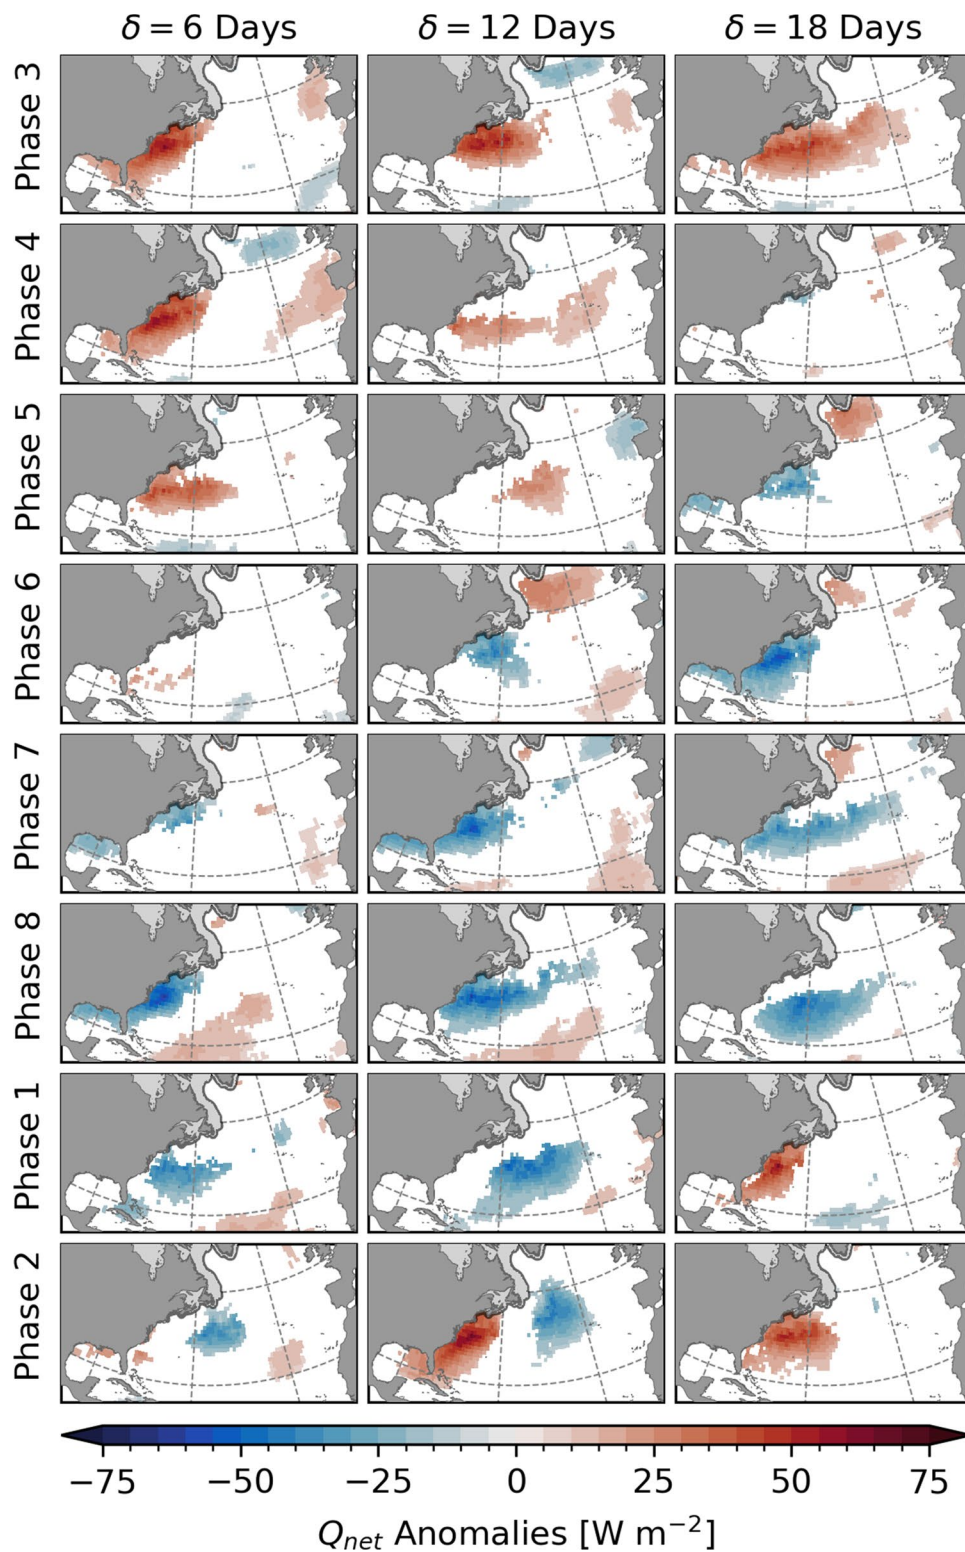 δ = 6 Days δ = 12 Days δ = 18 Days
Phase 3
Phase 4
Phase 5
Phase 6
Phase 7
Phase 8
Phase 1
Phase 2
−75 −50 −25 0 25 50 75
Qnet Anomalies [W m⁻²]